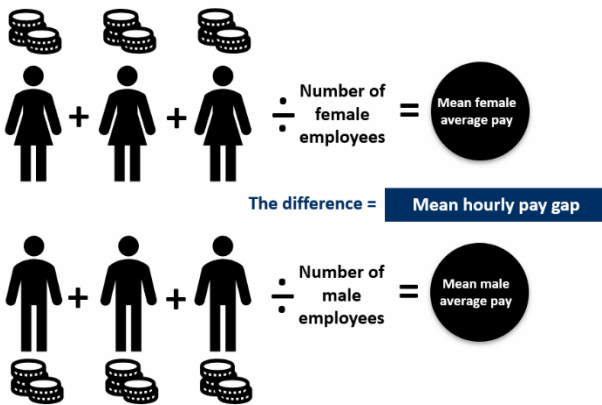 + + ÷ Number of
female
employees
= Mean female
average pay
The difference = Mean hourly pay gap
+ + ÷ Number of
male
employees
= Mean male
average pay